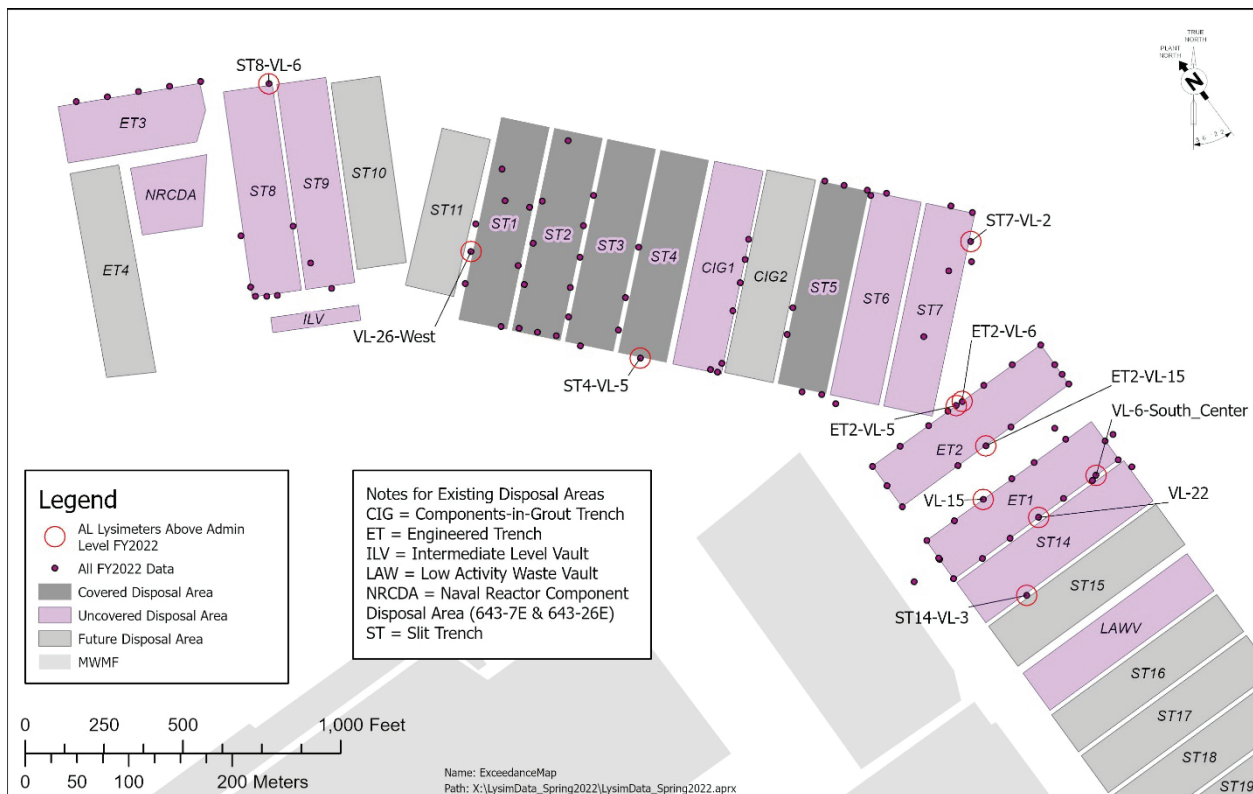 TRUE
NORTH
PLANT
NORTH
N
36.22
ST8-VL-6
ET3
NRCDA
ET4
ST8
ST9
ST10
ILV
ST11
VL-26-West
ST1
ST2
ST3
ST4
ST4-VL-5
CIG1
CIG2
ST5
ST6
ST7
ST7-VL-2
ET2-VL-6
ET2-VL-15
VL-6-South_Center
ET2-VL-5
ET2
VL-15
ET1
VL-22
ST14
ST14-VL-3
ST15
LAWV
ST16
ST17
ST18
ST19
Legend
AL Lysimeters Above Admin
Level FY2022
All FY2022 Data
Covered Disposal Area
Uncovered Disposal Area
Future Disposal Area
MWMF
Notes for Existing Disposal Areas
CIG = Components-in-Grout Trench
ET = Engineered Trench
ILV = Intermediate Level Vault
LAW = Low Activity Waste Vault
NRCDA = Naval Reactor Component
Disposal Area (643-7E & 643-26E)
ST = Slit Trench
0 250 500 1,000 Feet
0 50 100 200 Meters
Name: ExceedanceMap
Path: X:\LysimData_Spring2022\LysimData_Spring2022.aprx